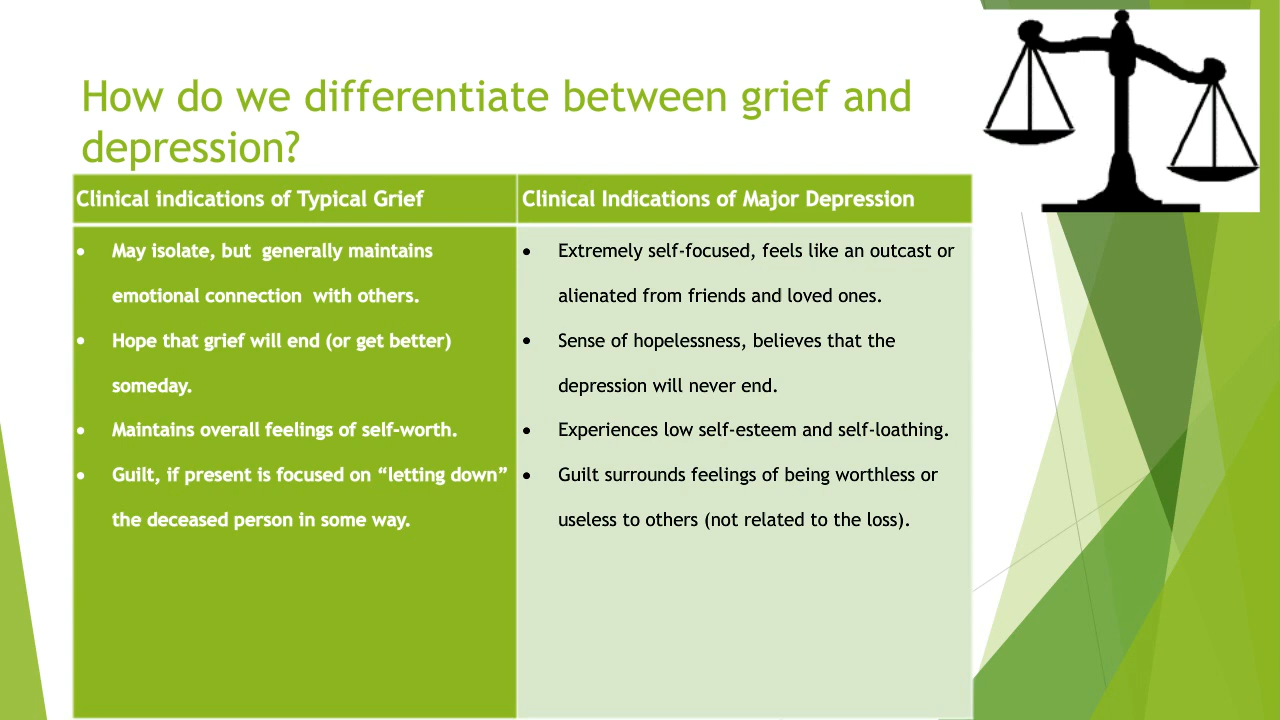 How do we differentiate between grief and
depression?
Clinical indications of Typical Grief
Clinical Indications of Major Depression
• May isolate, but  generally maintains
emotional connection  with others.
• Hope that grief will end (or get better)
someday.
• Maintains overall feelings of self-worth.
• Guilt, if present is focused on “letting down”
the deceased person in some way.
• Extremely self-focused, feels like an outcast or
alienated from friends and loved ones.
• Sense of hopelessness, believes that the
depression will never end.
• Experiences low self-esteem and self-loathing.
• Guilt surrounds feelings of being worthless or
useless to others (not related to the loss).